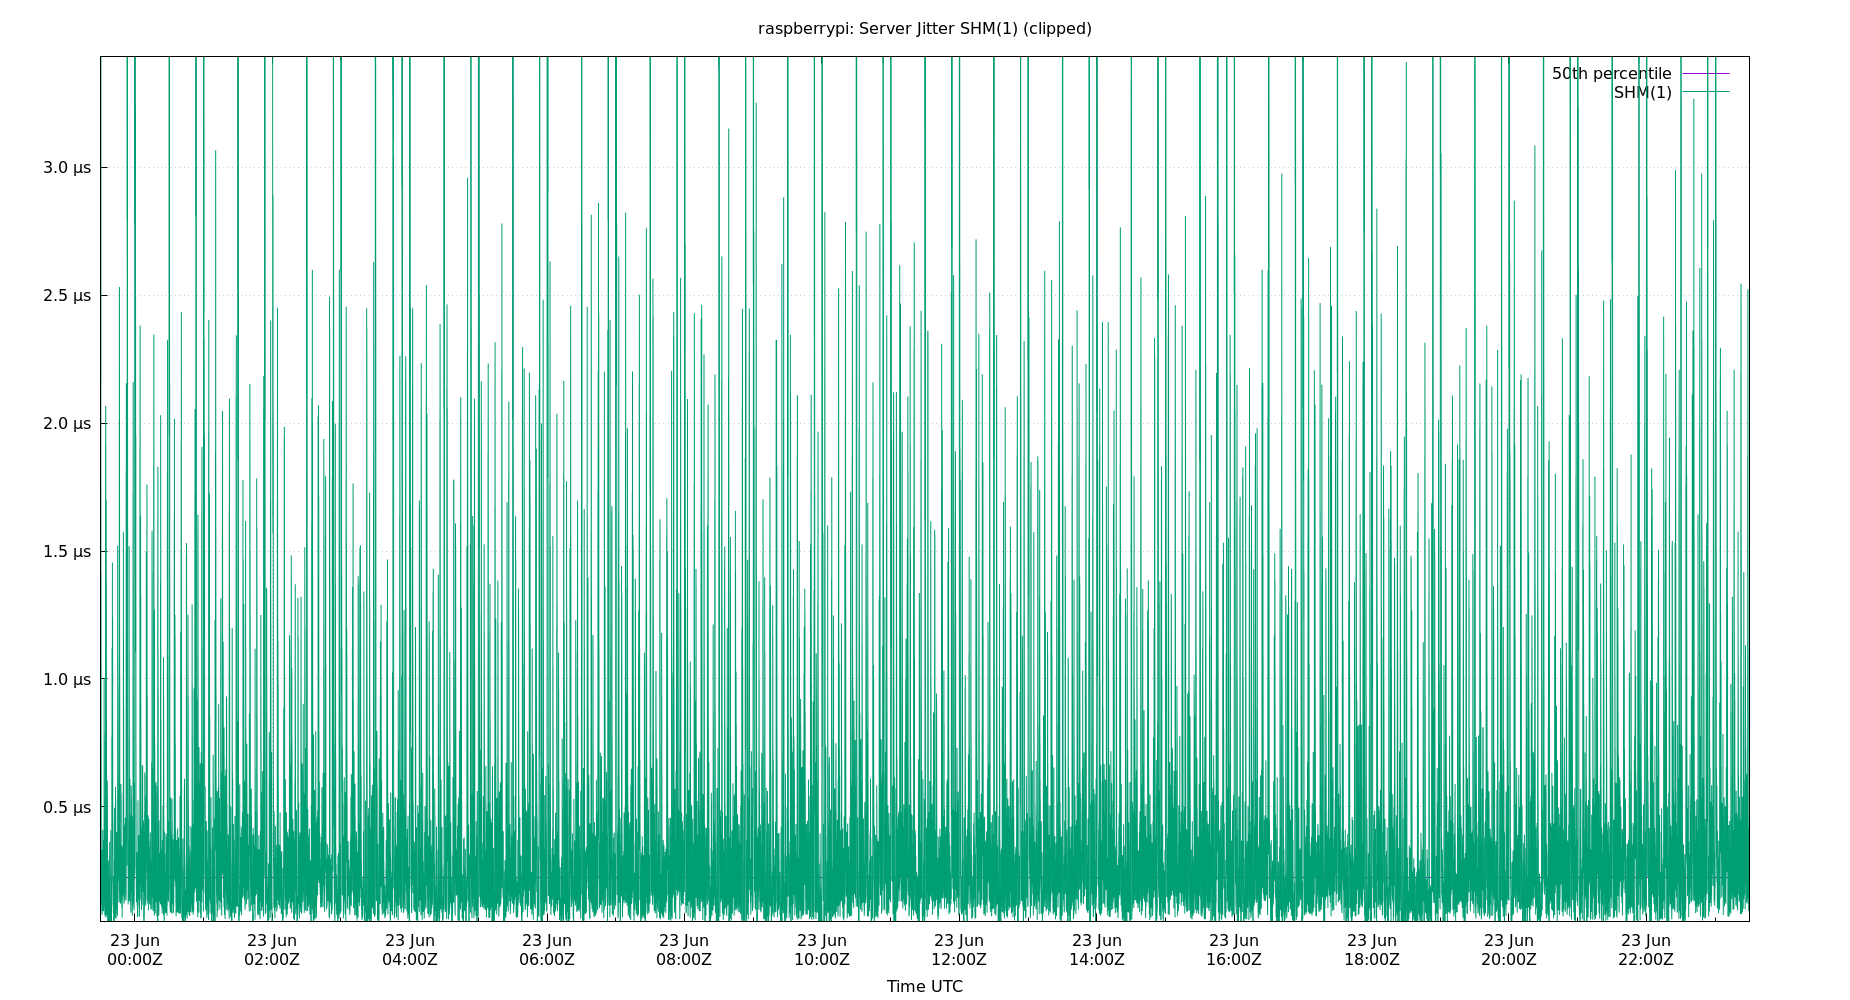 raspberrypi: Server Jitter SHM(1) (clipped)
50th percentile
SHM(1)
3.0 µs
2.5 µs
2.0 µs
1.5 µs
1.0 µs
0.5 µs
23 Jun 23 Jun 23 Jun 23 Jun 23 Jun 23 Jun 23 Jun 23 Jun 23 Jun 23 Jun 23 Jun 23 Jun
00:00Z 02:00Z 04:00Z 06:00Z 08:00Z 10:00Z 12:00Z 14:00Z 16:00Z 18:00Z 20:00Z 22:00Z
Time UTC